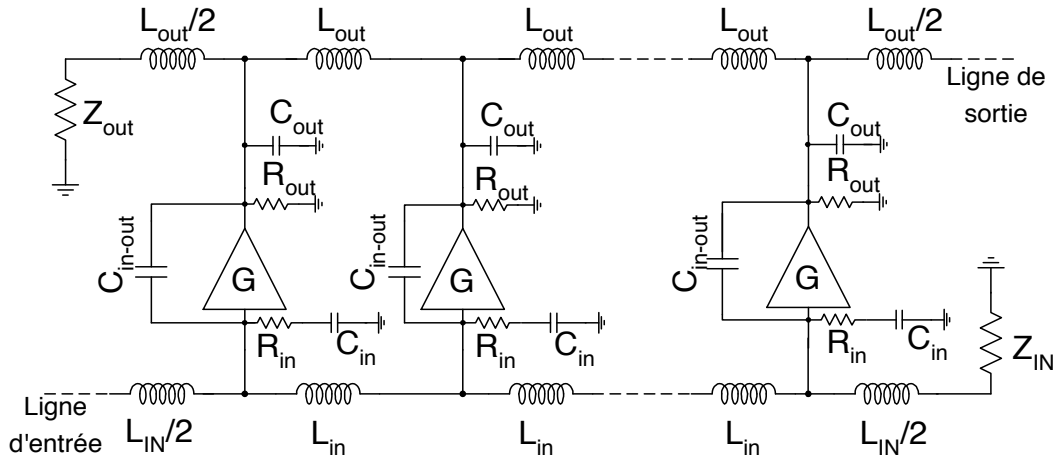 L_out/2 L_out L_out L_out L_out/2
Ligne de
sortie
Z_out
C_out C_out C_out
R_out R_out R_out
C_in-out C_in-out C_in-out
G G G
R_in C_in R_in C_in R_in C_in
Z_IN
Ligne
d'entrée
L_IN/2 L_in L_in L_in L_IN/2